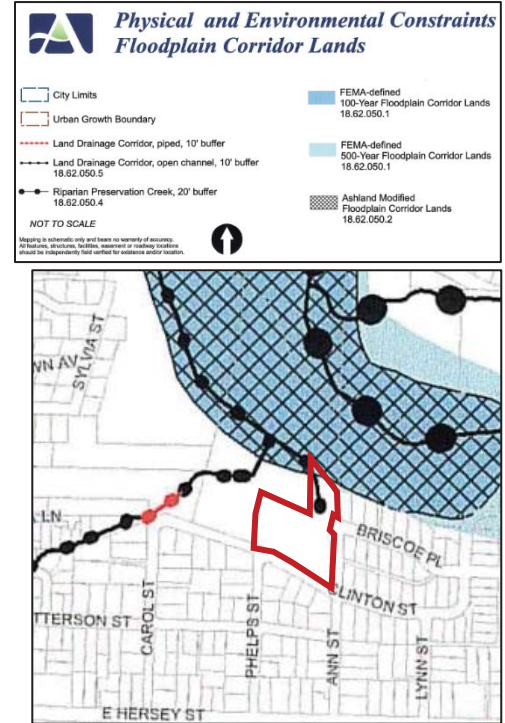 Physical and Environmental Constraints
Floodplain Corridor Lands
City Limits
Urban Growth Boundary
Land Drainage Corridor, piped, 10' buffer
Land Drainage Corridor, open channel, 10' buffer
18.62.050.5
Riparian Preservation Creek, 20' buffer
18.62.050.4
NOT TO SCALE
Mapping is schematic only and bears no warranty of accuracy.
All features, structures, facilities, easement or roadway locations
should be independently field verified for existence and/or location.
FEMA-defined
100-Year Floodplain Corridor Lands
18.62.050.1
FEMA-defined
500-Year Floodplain Corridor Lands
18.62.050.1
Ashland Modified
Floodplain Corridor Lands
18.62.050.2
SYLVIA ST
WN AV
LN
BRISCOE PL
CLINTON ST
TTERSON ST
CAROL ST
PHELPS ST
ANN ST
LYNN ST
E HERSEY ST